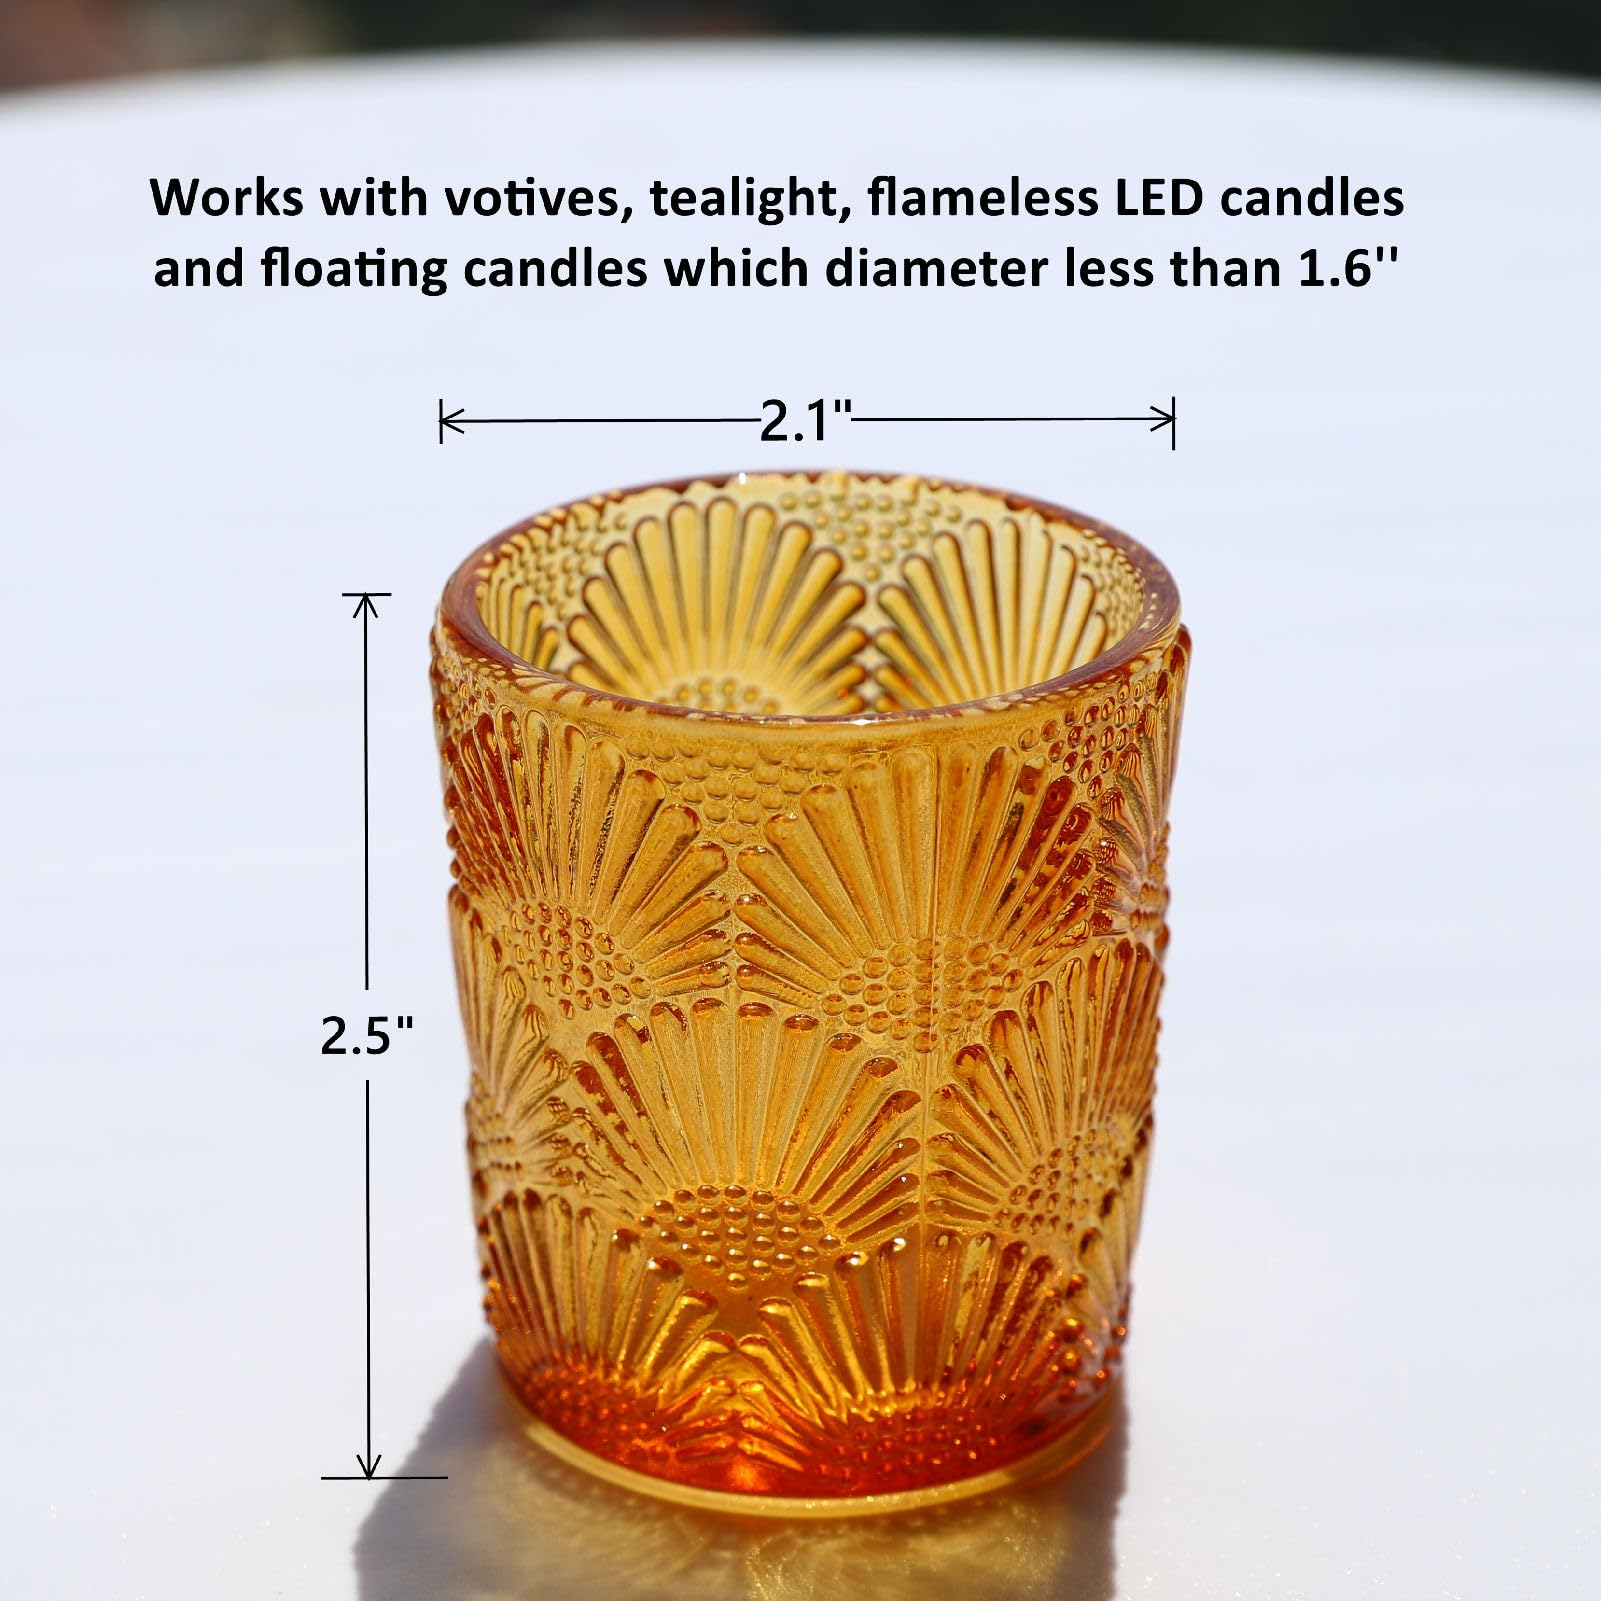 Works with votives, tealight, flameless LED candles
and floating candles which diameter less than 1.6''
2.1"
2.5"